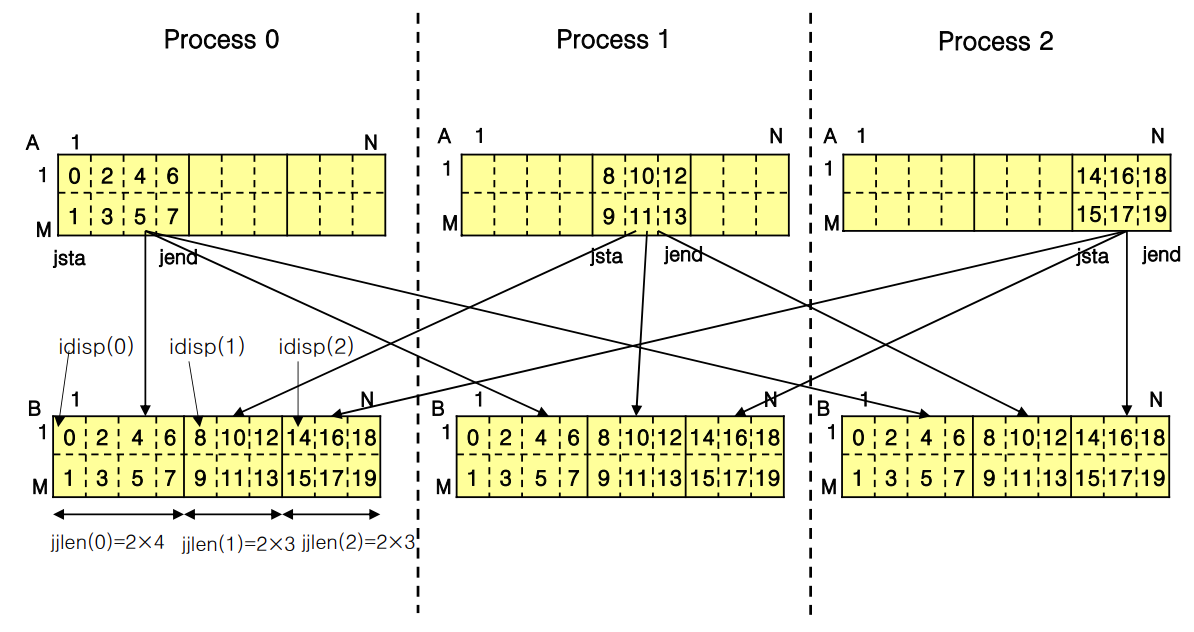 Process 0 Process 1 Process 2
A 1 N A 1 N A 1 N
1 0 2 4 6 1 8 10 12 1 14 16 18
M 1 3 5 7 M 9 11 13 M 15 17 19
jsta jend jsta jend jsta jend
idisp(0) idisp(1) idisp(2)
B 1 N B 1 N B 1 N
1 0 2 4 6 8 10 12 14 16 18 1 0 2 4 6 8 10 12 14 16 18 1 0 2 4 6 8 10 12 14 16 18
M 1 3 5 7 9 11 13 15 17 19 M 1 3 5 7 9 11 13 15 17 19 M 1 3 5 7 9 11 13 15 17 19
jjlen(0)=2×4 jjlen(1)=2×3 jjlen(2)=2×3